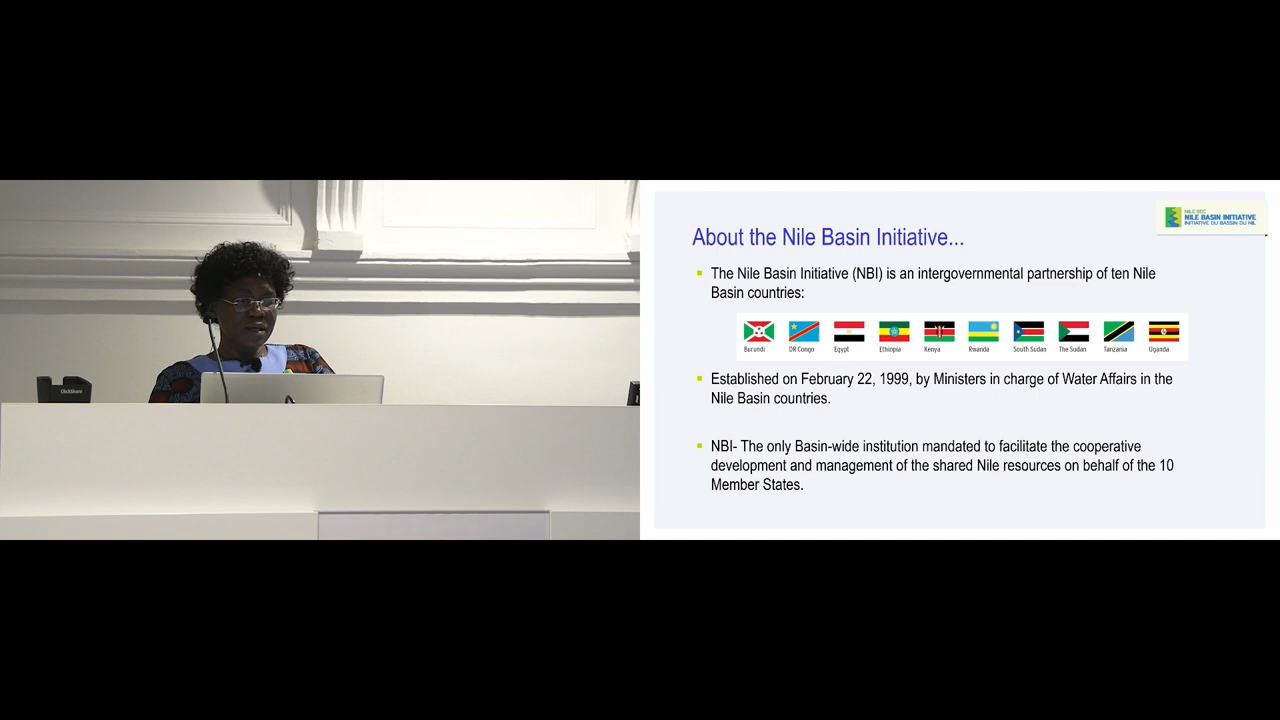 ClickShare
NILE SEC
NILE BASIN INITIATIVE
INITIATIVE DU BASSIN DU NIL
About the Nile Basin Initiative...
▪ The Nile Basin Initiative (NBI) is an intergovernmental partnership of ten Nile
Basin countries:
Burundi DR Congo Egypt Ethiopia Kenya Rwanda South Sudan The Sudan Tanzania Uganda
▪ Established on February 22, 1999, by Ministers in charge of Water Affairs in the
Nile Basin countries.
▪ NBI- The only Basin-wide institution mandated to facilitate the cooperative
development and management of the shared Nile resources on behalf of the 10
Member States.